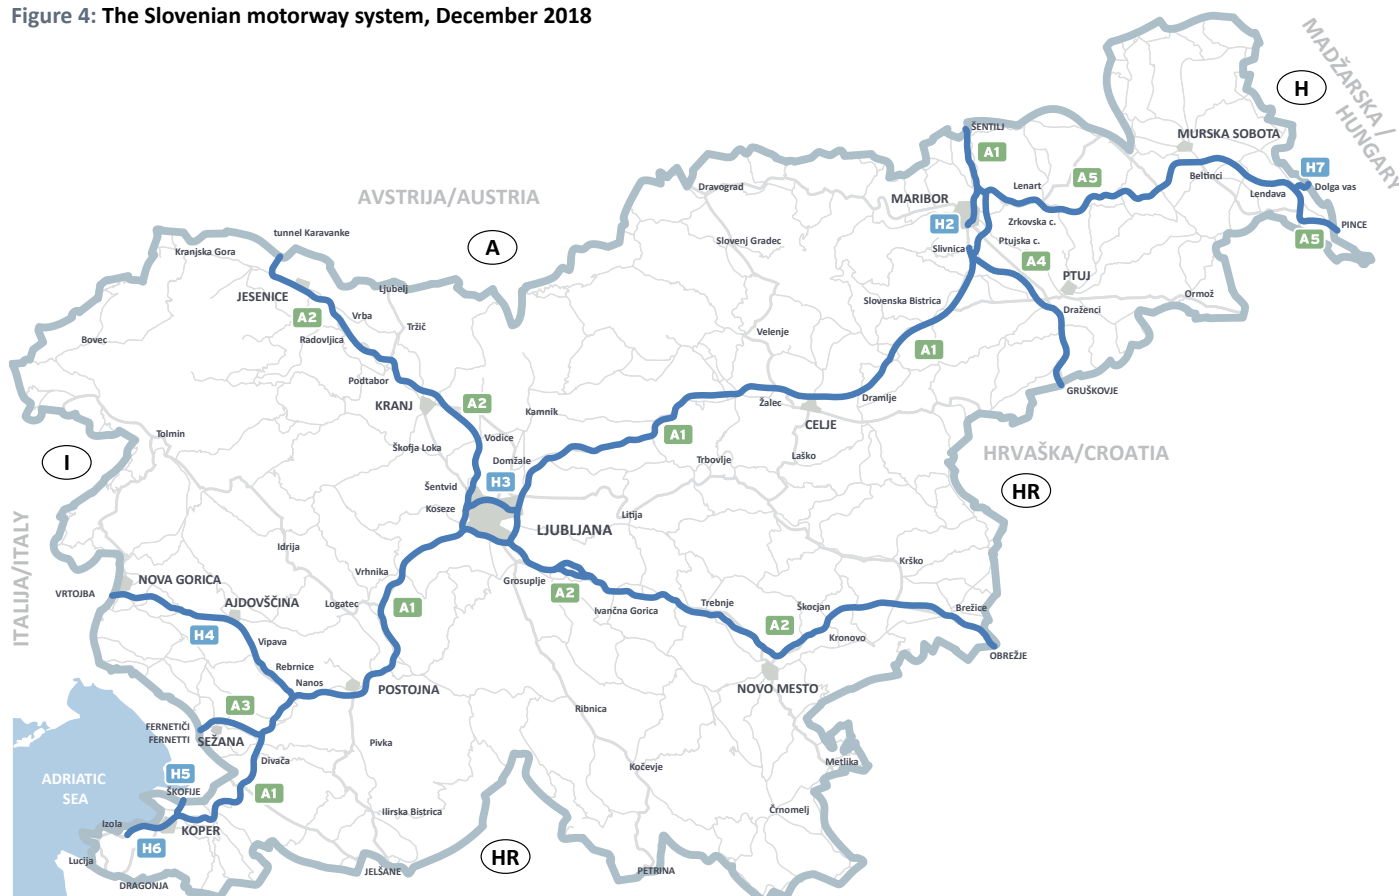 Figure 4: The Slovenian motorway system, December 2018
MADŽARSKA /
HUNGARY
H
ŠENTILJ
MURSKA SOBOTA
A1
H7
A5
Beltinci
Dolga vas
Lenart
Lendava
Dravograd
AVSTRIJA/AUSTRIA
MARIBOR
H2
Zrkovska c.
PINCE
A5
tunnel Karavanke
A
Slovenj Gradec
Slivnica
Ptujska c.
A4
Kranjska Gora
PTUJ
JESENICE
Ljubelj
Slovenska Bistrica
Ormož
Draženci
A2
Vrba
Tržič
Velenje
Bovec
Radovljica
A1
Podtabor
GRUŠKOVJE
KRANJ
A2
Kamnik
Žalec
Dramlje
CELJE
Tolmin
Vodice
A1
Škofja Loka
Domžale
Trbovlje
Laško
HRVAŠKA/CROATIA
I
HR
Šentvid
H3
Koseze
LJUBLJANA
Litija
ITALIJA/ITALY
Idrija
Krško
Vrhnika
NOVA GORICA
Grosuplje
VRTOJBA
AJDOVŠČINA
Logatec
A1
A2
Ivančna Gorica
Trebnje
Škocjan
Brežice
H4
A2
Kronovo
Vipava
OBREŽJE
Rebrnice
Nanos
POSTOJNA
NOVO MESTO
A3
Ribnica
FERNETIČI
FERNETTI
SEŽANA
Pivka
Divača
Kočevje
Metlika
ADRIATIC
SEA
H5
ŠKOFIJE
A1
Ilirska Bistrica
Črnomelj
Izola
KOPER
H6
HR
Lucija
JELŠANE
PETRINA
DRAGONJA